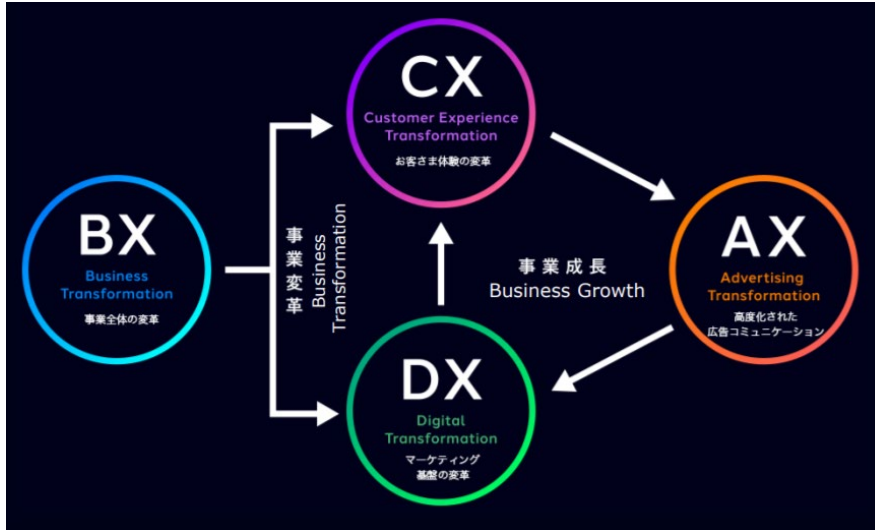 CX
Customer Experience
Transformation
お客さま体験の変革
BX
Business
Transformation
事業全体の変革
事業変革
Business
Transformation
事業成長
Business Growth
AX
Advertising
Transformation
高度化された
広告コミュニケーション
DX
Digital
Transformation
マーケティング
基盤の変革